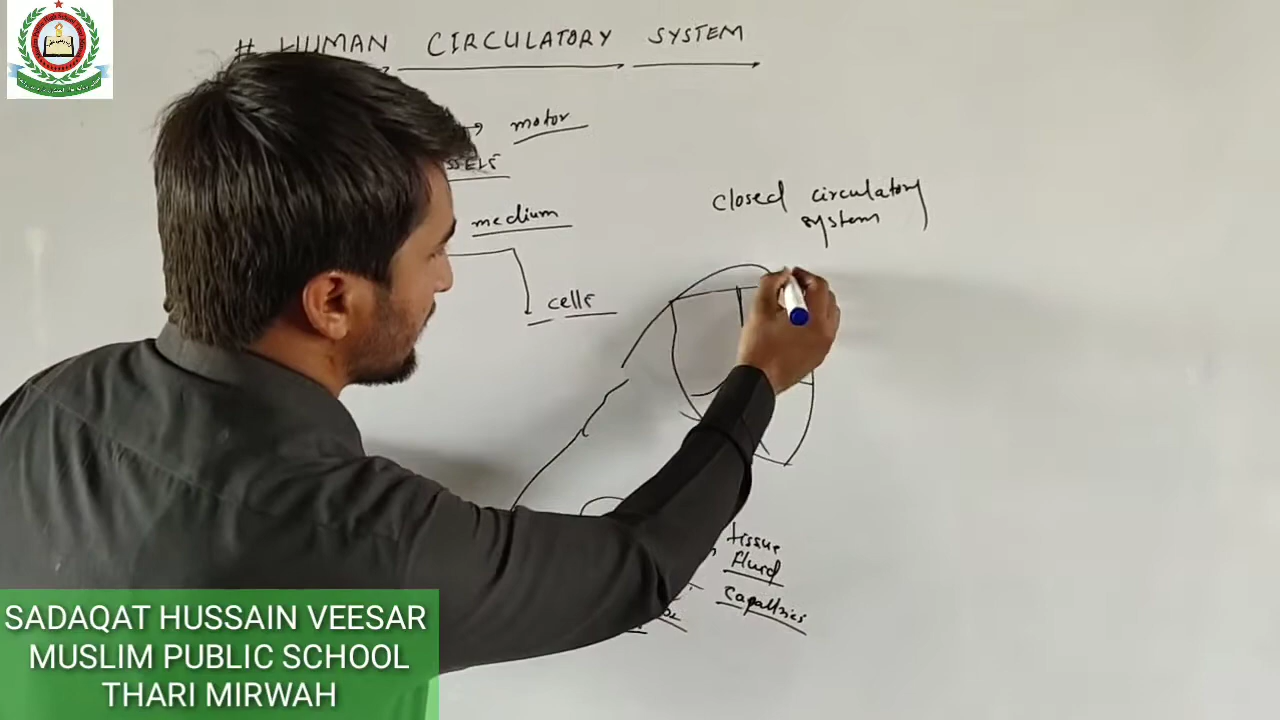 # HUMAN CIRCULATORY SYSTEM
→ motor
medium
closed circulatory
system
cells
tissue
fluid
SADAQAT HUSSAIN VEESAR
MUSLIM PUBLIC SCHOOL
THARI MIRWAH